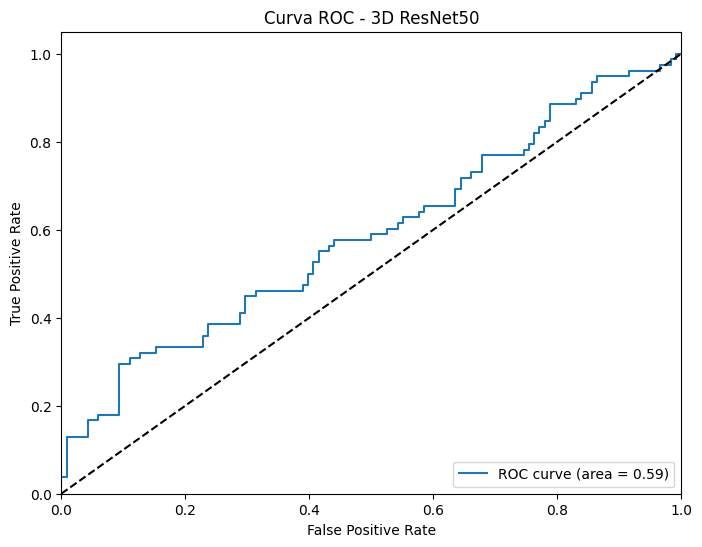 Curva ROC - 3D ResNet50
True Positive Rate
1.0
0.8
0.6
0.4
0.2
0.0
ROC curve (area = 0.59)
0.0 0.2 0.4 0.6 0.8 1.0
False Positive Rate